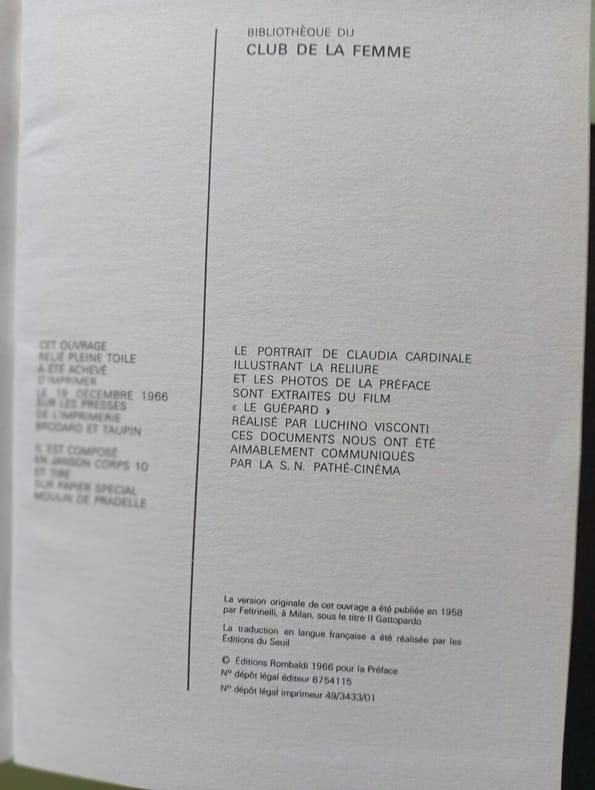 BIBLIOTHÈQUE DU
CLUB DE LA FEMME
CET OUVRAGE
RELIÉ PLEINE TOILE
A ÉTÉ ACHEVÉ
D'IMPRIMER
LE 19 DÉCEMBRE 1966
SUR LES PRESSES
DE L'IMPRIMERIE
BRODARD ET TAUPIN
IL EST COMPOSÉ
EN JANSON CORPS 10
ET TIRÉ
SUR PAPIER SPÉCIAL
MOULIN DE PRADELLE
LE PORTRAIT DE CLAUDIA CARDINALE
ILLUSTRANT LA RELIURE
ET LES PHOTOS DE LA PRÉFACE
SONT EXTRAITES DU FILM
« LE GUÉPARD »
RÉALISÉ PAR LUCHINO VISCONTI
CES DOCUMENTS NOUS ONT ÉTÉ
AIMABLEMENT COMMUNIQUÉS
PAR LA S. N. PATHÉ-CINÉMA
La version originale de cet ouvrage a été publiée en 1958
par Feltrinelli, à Milan, sous le titre Il Gattopardo
La traduction en langue française a été réalisée par les
Éditions du Seuil
© Éditions Rombaldi 1966 pour la Préface
N° dépôt légal éditeur 6754115
N° dépôt légal imprimeur 49/3433/01